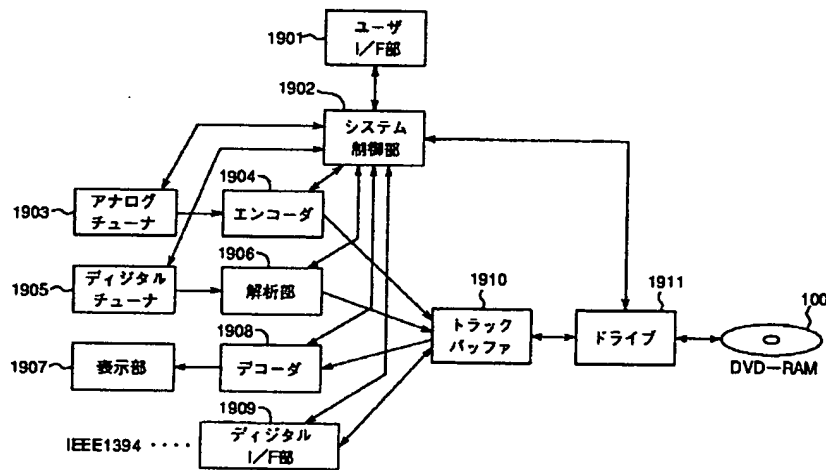 1901
ユーザ
I/F部
1902
システム
制御部
1903
アナログ
チューナ
1904
エンコーダ
1905
ディジタル
チューナ
1906
解析部
1907
表示部
1908
デコーダ
1909
ディジタル
I/F部
IEEE1394 ····
1910
トラック
バッファ
1911
ドライブ
100
DVD-RAM